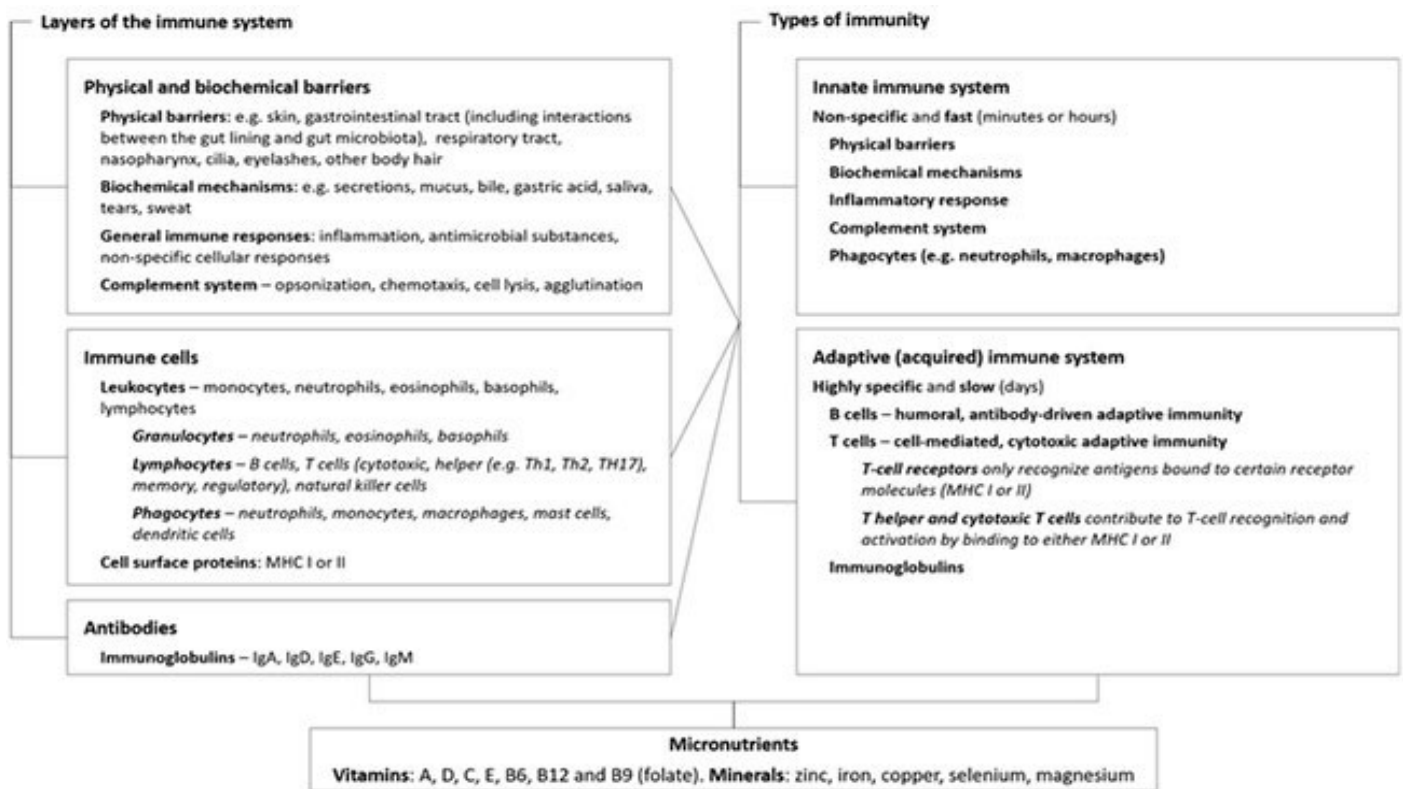 Layers of the immune system
Physical and biochemical barriers
Physical barriers: e.g. skin, gastrointestinal tract (including interactions
between the gut lining and gut microbiota), respiratory tract,
nasopharynx, cilia, eyelashes, other body hair
Biochemical mechanisms: e.g. secretions, mucus, bile, gastric acid, saliva,
tears, sweat
General immune responses: inflammation, antimicrobial substances,
non-specific cellular responses
Complement system – opsonization, chemotaxis, cell lysis, agglutination
Immune cells
Leukocytes – monocytes, neutrophils, eosinophils, basophils,
lymphocytes
Granulocytes – neutrophils, eosinophils, basophils
Lymphocytes – B cells, T cells (cytotoxic, helper (e.g. Th1, Th2, TH17),
memory, regulatory), natural killer cells
Phagocytes – neutrophils, monocytes, macrophages, mast cells,
dendritic cells
Cell surface proteins: MHC I or II
Antibodies
Immunoglobulins – IgA, IgD, IgE, IgG, IgM
Types of immunity
Innate immune system
Non-specific and fast (minutes or hours)
Physical barriers
Biochemical mechanisms
Inflammatory response
Complement system
Phagocytes (e.g. neutrophils, macrophages)
Adaptive (acquired) immune system
Highly specific and slow (days)
B cells – humoral, antibody-driven adaptive immunity
T cells – cell-mediated, cytotoxic adaptive immunity
T-cell receptors only recognize antigens bound to certain receptor
molecules (MHC I or II)
T helper and cytotoxic T cells contribute to T-cell recognition and
activation by binding to either MHC I or II
Immunoglobulins
Micronutrients
Vitamins: A, D, C, E, B6, B12 and B9 (folate). Minerals: zinc, iron, copper, selenium, magnesium